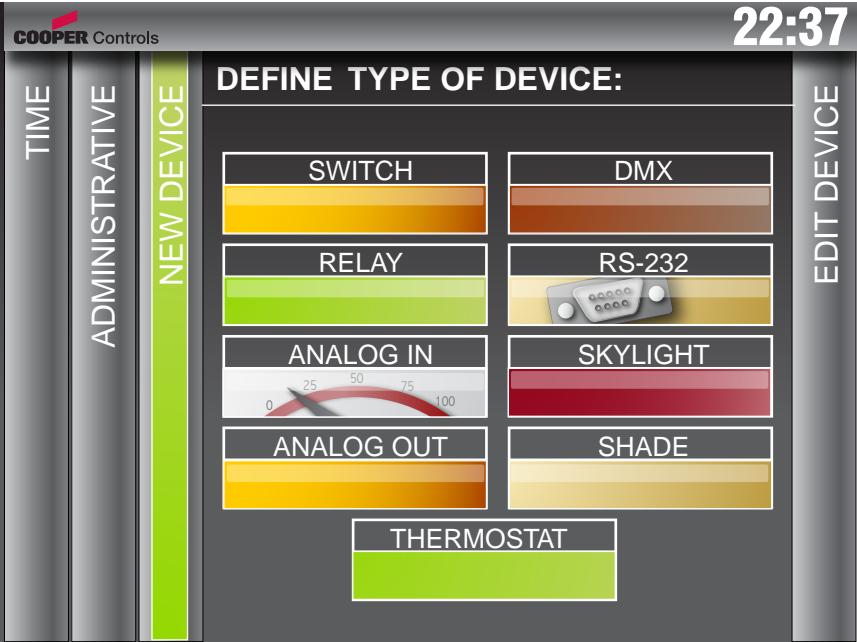 COOPER Controls
22:37
TIME
ADMINISTRATIVE
NEW DEVICE
DEFINE TYPE OF DEVICE:
SWITCH
DMX
RELAY
RS-232
ANALOG IN
0 25 50 75 100
SKYLIGHT
ANALOG OUT
SHADE
THERMOSTAT
EDIT DEVICE